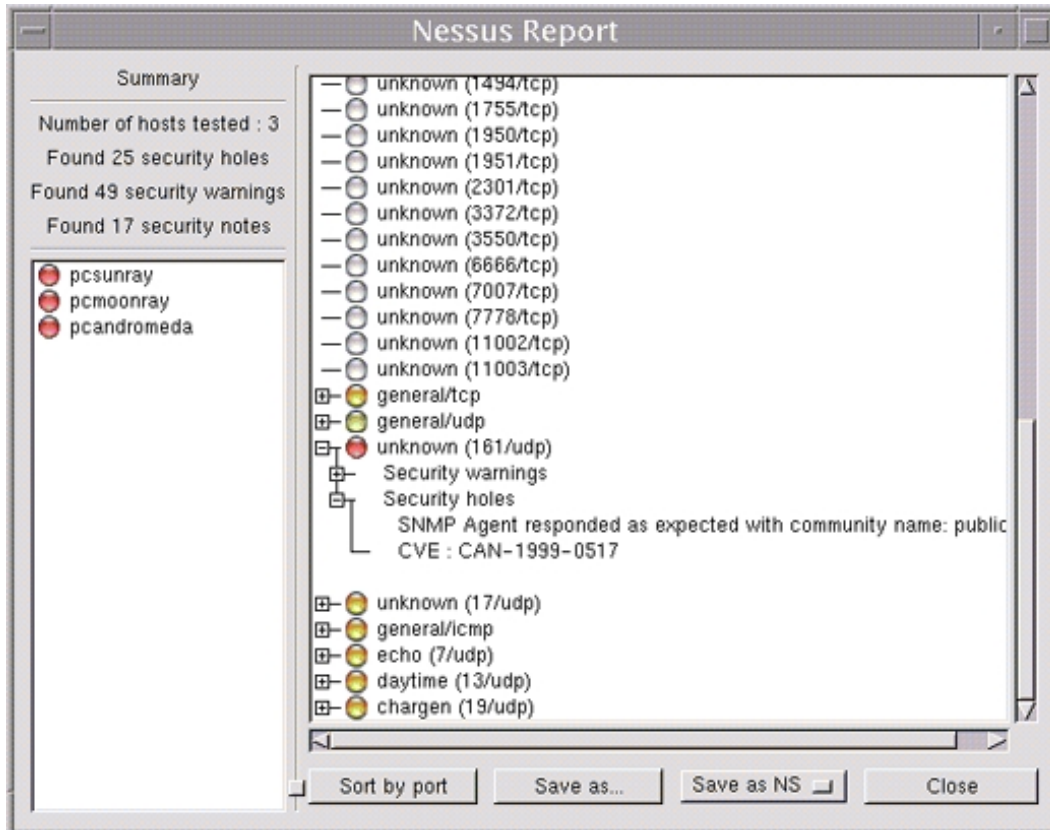 Nessus Report
Summary
Number of hosts tested : 3
Found 25 security holes
Found 49 security warnings
Found 17 security notes
pcsunray
pcmoonray
pcandromeda
unknown (1494/tcp)
unknown (1755/tcp)
unknown (1950/tcp)
unknown (1951/tcp)
unknown (2301/tcp)
unknown (3372/tcp)
unknown (3550/tcp)
unknown (6666/tcp)
unknown (7007/tcp)
unknown (7778/tcp)
unknown (11002/tcp)
unknown (11003/tcp)
general/tcp
general/udp
unknown (161/udp)
Security warnings
Security holes
SNMP Agent responded as expected with community name: public
CVE : CAN-1999-0517
unknown (17/udp)
general/icmp
echo (7/udp)
daytime (13/udp)
chargen (19/udp)
Sort by port
Save as...
Save as NS
Close